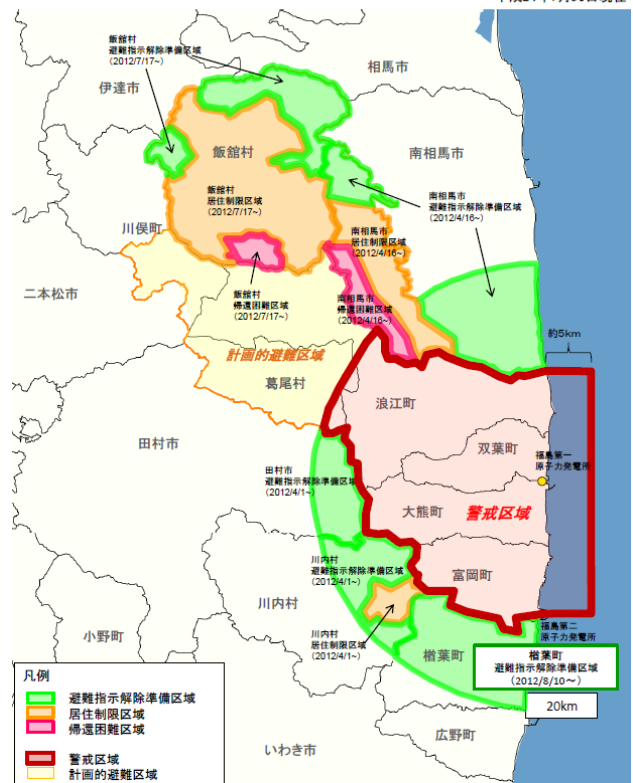 飯舘村
避難指示解除準備区域
(2012/7/17~)
相馬市
伊達市
飯舘村
南相馬市
飯舘村
居住制限区域
(2012/7/17~)
南相馬市
避難指示解除準備区域
(2012/4/16~)
川俣町
南相馬市
居住制限区域
(2012/4/16~)
二本松市
飯舘村
帰還困難区域
(2012/7/17~)
南相馬市
帰還困難区域
(2012/4/16~)
約5km
計画的避難区域
葛尾村
浪江町
田村市
双葉町
福島第一
原子力発電所
田村市
避難指示解除準備区域
(2012/4/1~)
大熊町
警戒区域
川内村
避難指示解除準備区域
(2012/4/1~)
富岡町
川内村
小野町
川内村
居住制限区域
(2012/4/1~)
福島第二
原子力発電所
楢葉町
楢葉町
避難指示解除準備区域
(2012/8/10~)
20km
広野町
いわき市
凡例
避難指示解除準備区域
居住制限区域
帰還困難区域
警戒区域
計画的避難区域